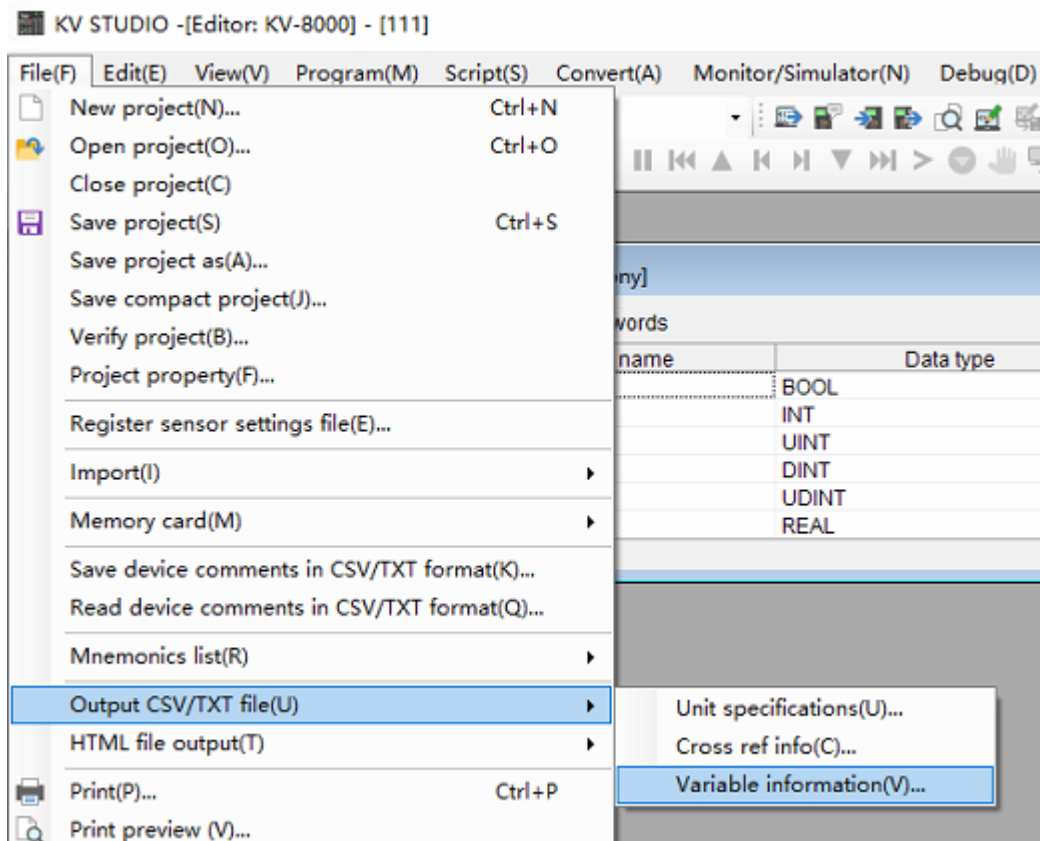 KV STUDIO -[Editor: KV-8000] - [111]
File(F) Edit(E) View(V) Program(M) Script(S) Convert(A) Monitor/Simulator(N) Debug(D)
New project(N)... Ctrl+N
Open project(O)... Ctrl+O
Close project(C)
Save project(S) Ctrl+S
Save project as(A)...
Save compact project(J)...
Verify project(B)...
Project property(F)...
Register sensor settings file(E)...
Import(I)
Memory card(M)
Save device comments in CSV/TXT format(K)...
Read device comments in CSV/TXT format(Q)...
Mnemonics list(R)
Output CSV/TXT file(U)
HTML file output(T)
Print(P)... Ctrl+P
Print preview (V)...
words
name Data type
BOOL
INT
UINT
DINT
UDINT
REAL
Unit specifications(U)...
Cross ref info(C)...
Variable information(V)...